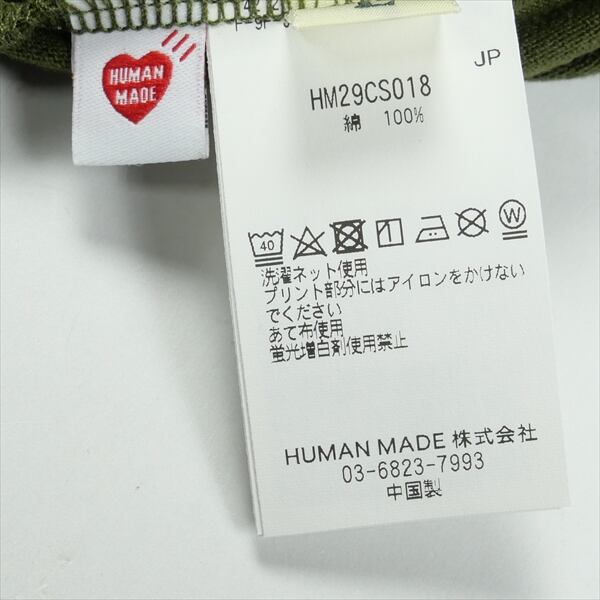 HUMAN
MADE
JP
HM29CS018
綿 100%
40
W
洗濯ネット使用
プリント部分にはアイロンをかけない
でください
あて布使用
蛍光増白剤使用禁止
HUMAN MADE 株式会社
03-6823-7993
中国製